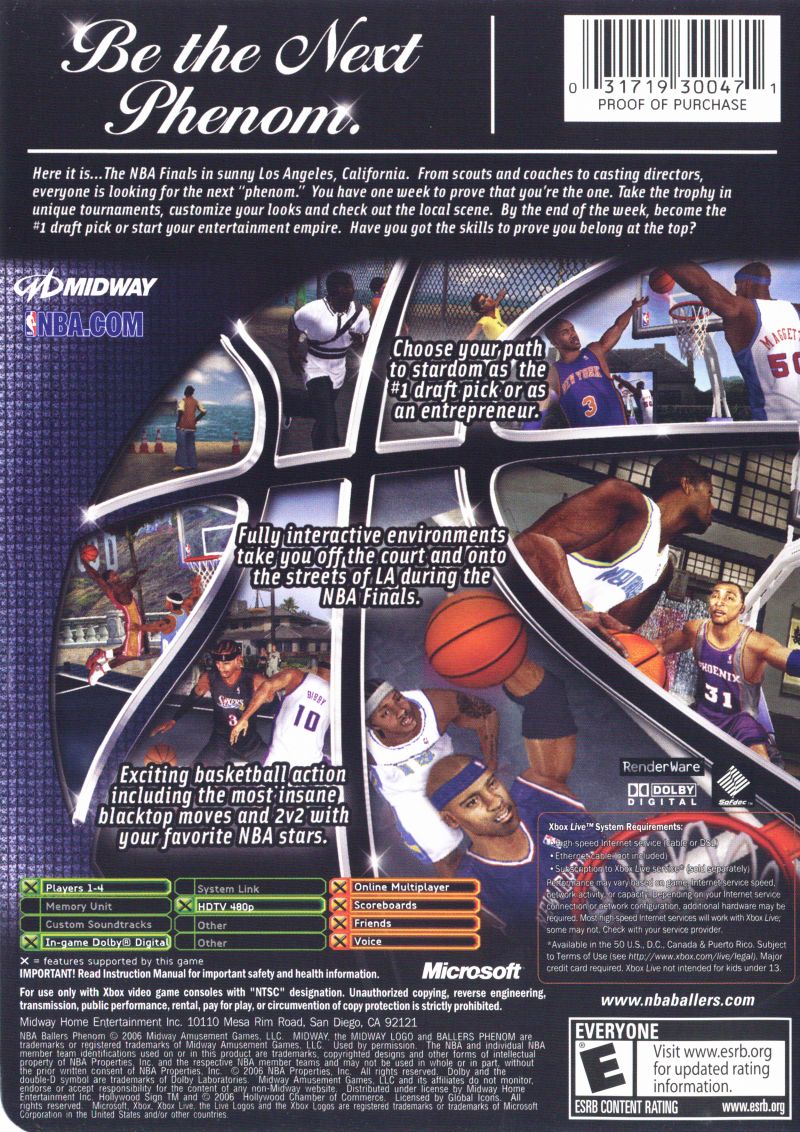 Be the Next
Phenom.
0 31719 30047 1
PROOF OF PURCHASE
Here it is...The NBA Finals in sunny Los Angeles, California. From scouts and coaches to casting directors,
everyone is looking for the next "phenom." You have one week to prove that you're the one. Take the trophy in
unique tournaments, customize your looks and check out the local scene. By the end of the week, become the
#1 draft pick or start your entertainment empire. Have you got the skills to prove you belong at the top?
MIDWAY
NBA.COM
Choose your path
to stardom as the
#1 draft pick or as
an entrepreneur.
NEW YORK
3
MAGGETTE
50
Fully interactive environments
take you off the court and onto
the streets of LA during the
NBA Finals.
PHOENIX
31
SIXERS
3
BIBBY
10
Exciting basketball action
including the most insane
blacktop moves and 2v2 with
your favorite NBA stars.
RenderWare
DOLBY
DIGITAL
Sofdec™
Xbox Live™ System Requirements:
• High-speed Internet service (cable or DSL)
• Ethernet cable (not included)
• Subscription to Xbox Live service* (sold separately)
Performance may vary based on game, Internet service speed,
network activity, or capacity. Depending on your Internet service
connection or network configuration, additional hardware may be
required. Most high-speed Internet services will work with Xbox Live;
some may not. Check with your service provider.
*Available in the 50 U.S., D.C., Canada & Puerto Rico. Subject
to Terms of Use (see http://www.xbox.com/live/legal). Major
credit card required. Xbox Live not intended for kids under 13.
Players 1-4
Memory Unit
Custom Soundtracks
In-game Dolby® Digital
System Link
HDTV 480p
Other
Other
Online Multiplayer
Scoreboards
Friends
Voice
X = features supported by this game
IMPORTANT! Read Instruction Manual for important safety and health information.
Microsoft
For use only with Xbox video game consoles with "NTSC" designation. Unauthorized copying, reverse engineering,
transmission, public performance, rental, pay for play, or circumvention of copy protection is strictly prohibited.
www.nbaballers.com
Midway Home Entertainment Inc. 10110 Mesa Rim Road, San Diego, CA 92121
NBA Ballers Phenom © 2006 Midway Amusement Games, LLC. MIDWAY, the MIDWAY LOGO and BALLERS PHENOM are
trademarks or registered trademarks of Midway Amusement Games, LLC. Used by permission. The NBA and individual NBA
member team identifications used on or in this product are trademarks, copyrighted designs and other forms of intellectual
property of NBA Properties, Inc. and the respective NBA member teams and may not be used in whole or in part, without
the prior written consent of NBA Properties, Inc. © 2006 NBA Properties, Inc. All rights reserved. Dolby and the
double-D symbol are trademarks of Dolby Laboratories. Midway Amusement Games, LLC and its affiliates do not monitor,
endorse or accept responsibility for the content of any non-Midway Website. Distributed under license by Midway Home
Entertainment Inc. Hollywood Sign TM and © 2006 Hollywood Chamber of Commerce. Licensed by Global Icons. All
rights reserved. Microsoft, Xbox, Xbox Live, the Live Logos and the Xbox Logos are registered trademarks or trademarks of Microsoft
Corporation in the United States and/or other countries.
EVERYONE
E
Visit www.esrb.org
for updated rating
information.
ESRB CONTENT RATING www.esrb.org